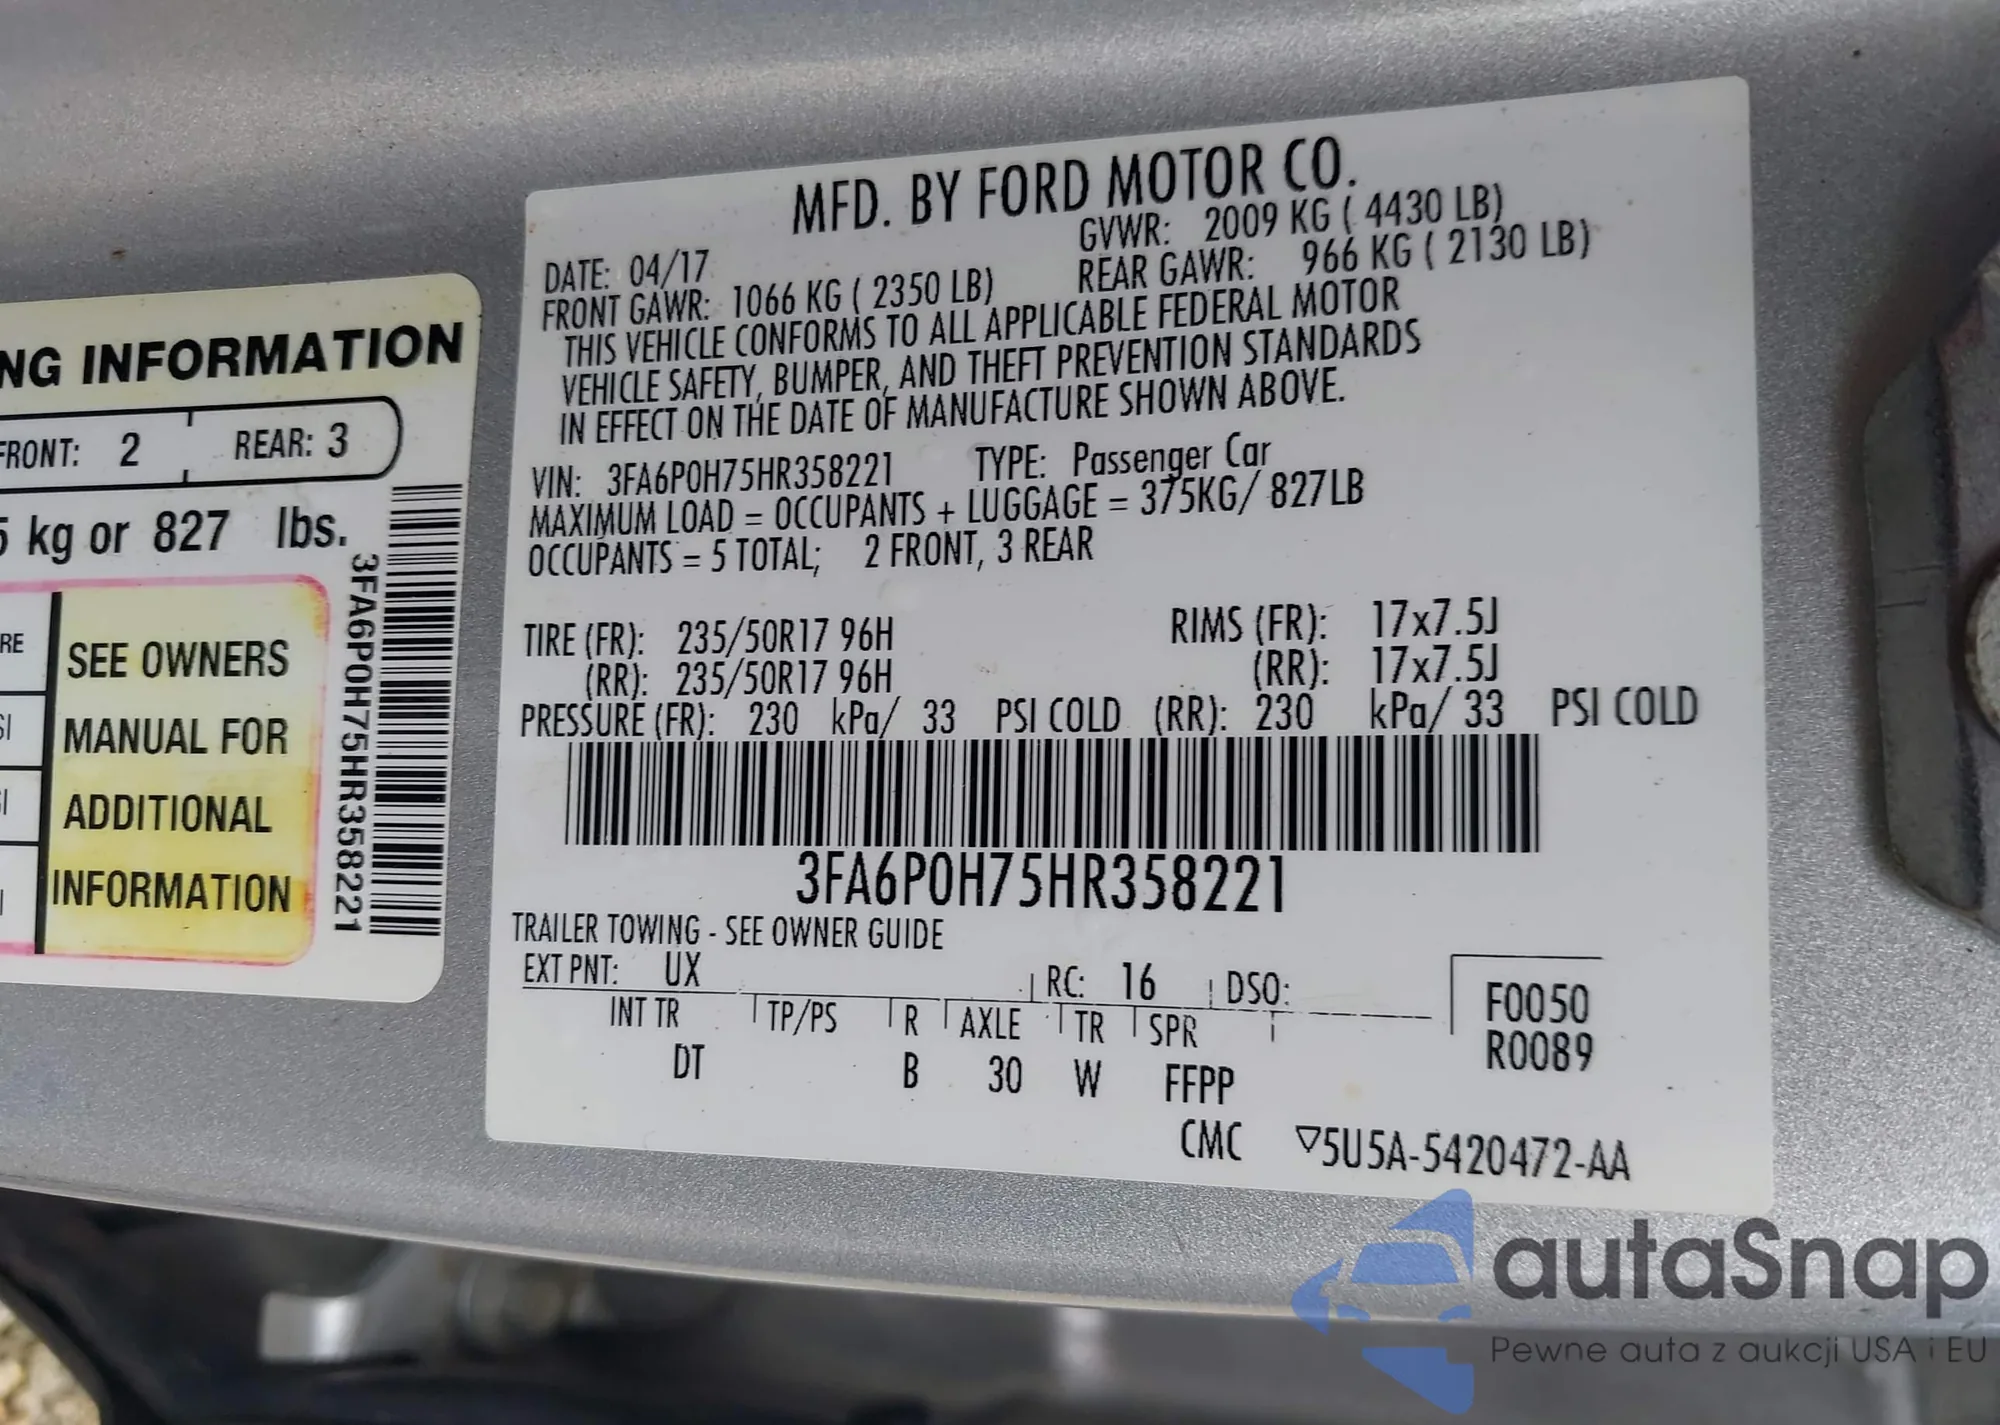 NG INFORMATION
FRONT: 2 REAR: 3
5 kg or 827 lbs.
RE
SEE OWNERS
MANUAL FOR
ADDITIONAL
INFORMATION
3FA6P0H75HR358221
MFD. BY FORD MOTOR CO.
DATE: 04/17 GVWR: 2009 KG ( 4430 LB)
FRONT GAWR: 1066 KG ( 2350 LB) REAR GAWR: 966 KG ( 2130 LB)
THIS VEHICLE CONFORMS TO ALL APPLICABLE FEDERAL MOTOR
VEHICLE SAFETY, BUMPER, AND THEFT PREVENTION STANDARDS
IN EFFECT ON THE DATE OF MANUFACTURE SHOWN ABOVE.
VIN: 3FA6P0H75HR358221 TYPE: Passenger Car
MAXIMUM LOAD = OCCUPANTS + LUGGAGE = 375KG/ 827LB
OCCUPANTS = 5 TOTAL; 2 FRONT, 3 REAR
TIRE (FR): 235/50R17 96H RIMS (FR): 17x7.5J
(RR): 235/50R17 96H (RR): 17x7.5J
PRESSURE (FR): 230 kPa/ 33 PSI COLD (RR): 230 kPa/ 33 PSI COLD
3FA6P0H75HR358221
TRAILER TOWING - SEE OWNER GUIDE
EXT PNT: UX RC: 16 DSO:
INT TR TP/PS R AXLE TR SPR
DT B 30 W FFPP
F0050
R0089
CMC ▽5U5A-5420472-AA
autaSnap
Pewne auta z aukcji USA i EU